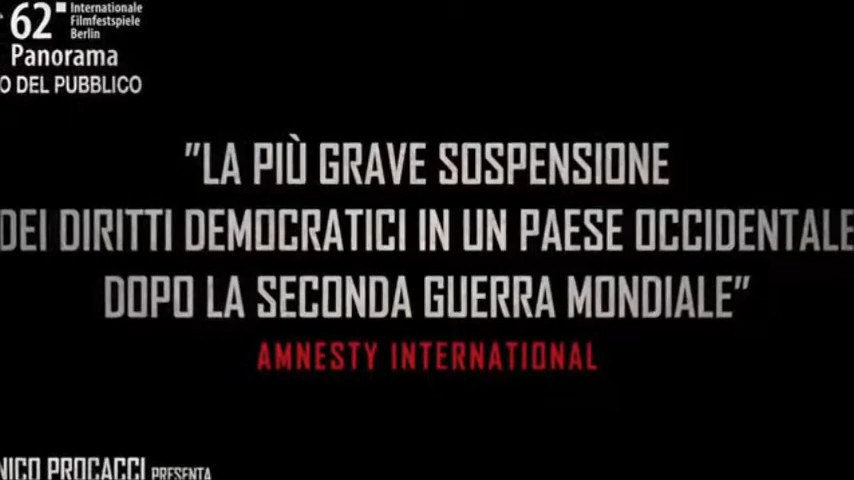 62 Internationale
Filmfestspiele
Berlin
Panorama
O DEL PUBBLICO
"LA PIÙ GRAVE SOSPENSIONE
DEI DIRITTI DEMOCRATICI IN UN PAESE OCCIDENTALE
DOPO LA SECONDA GUERRA MONDIALE"
AMNESTY INTERNATIONAL
NICO PROCACCI PRESENTA